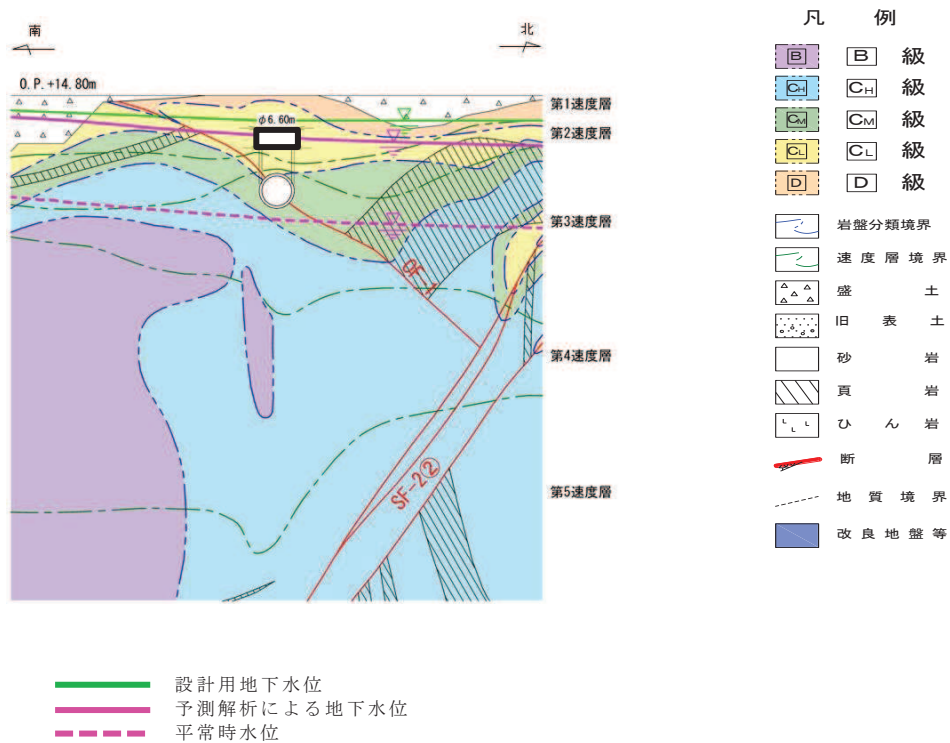 南
北
O.P.+14.80m
φ6.60m
第1速度層
第2速度層
第3速度層
第4速度層
第5速度層
OF-1
SF-2②
凡 例
B B 級
CH CH 級
CM CM 級
CL CL 級
D D 級
岩盤分類境界
速度層境界
盛土
旧表土
砂岩
頁岩
ひん岩
断層
地質境界
改良地盤等
設計用地下水位
予測解析による地下水位
平常時水位